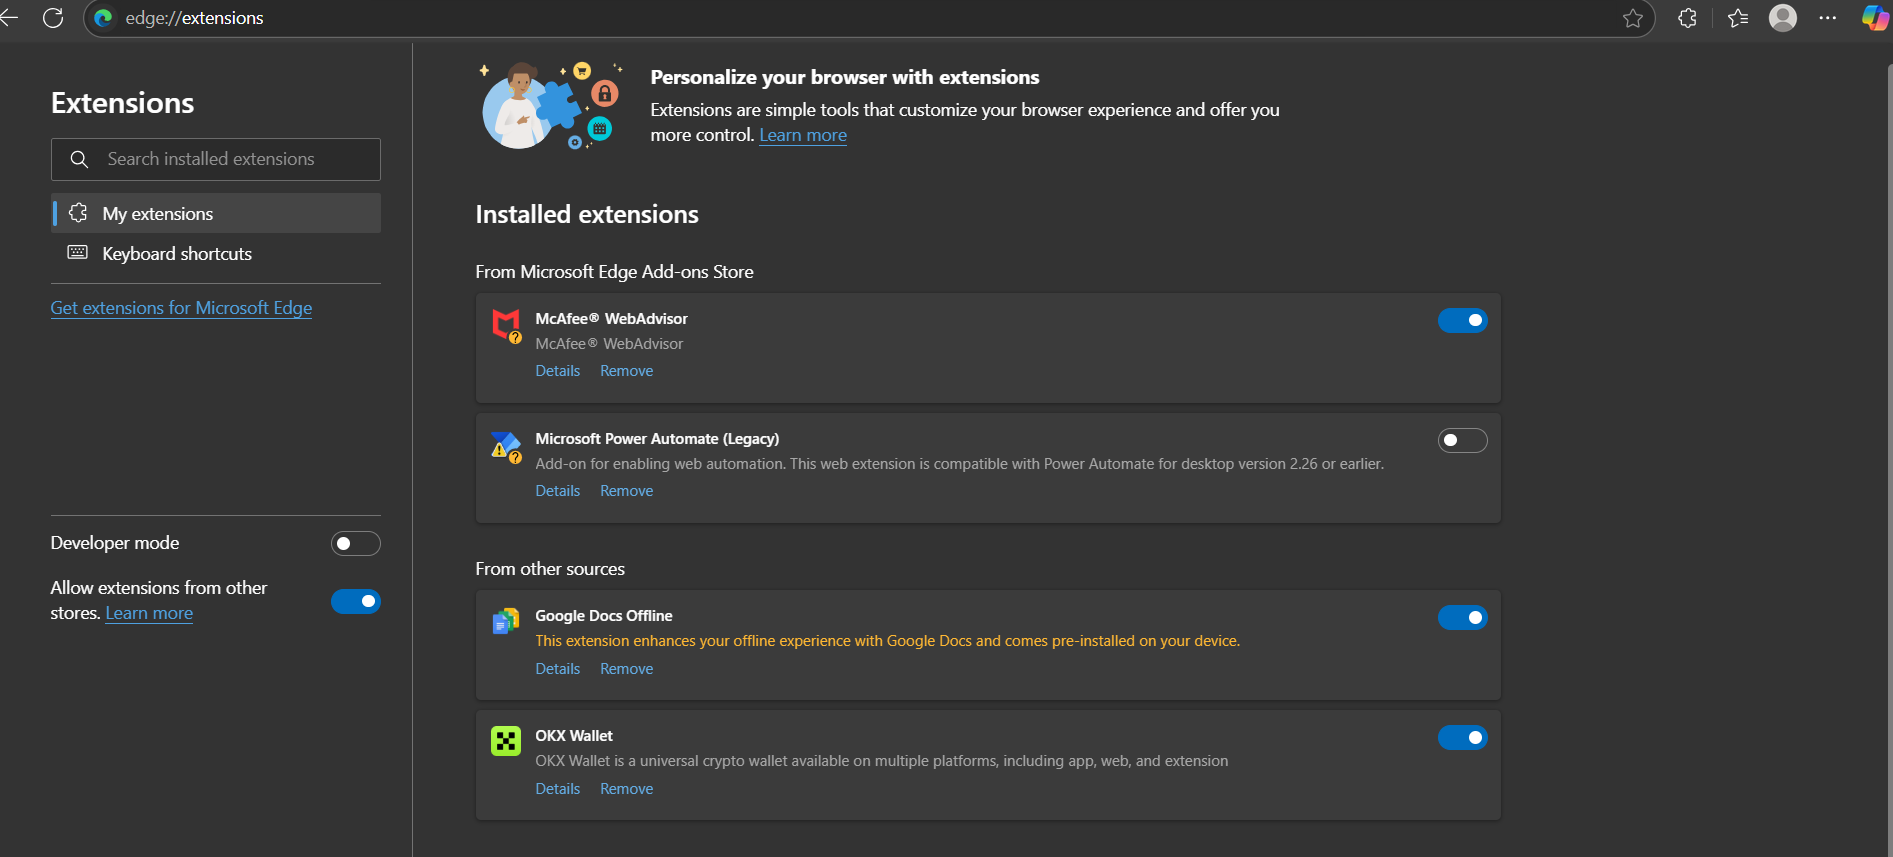 edge://extensions
Extensions
Search installed extensions
My extensions
Keyboard shortcuts
Get extensions for Microsoft Edge
Developer mode
Allow extensions from other
stores. Learn more
Personalize your browser with extensions
Extensions are simple tools that customize your browser experience and offer you
more control. Learn more
Installed extensions
From Microsoft Edge Add-ons Store
McAfee® WebAdvisor
McAfee® WebAdvisor
Details Remove
Microsoft Power Automate (Legacy)
Add-on for enabling web automation. This web extension is compatible with Power Automate for desktop version 2.26 or earlier.
Details Remove
From other sources
Google Docs Offline
This extension enhances your offline experience with Google Docs and comes pre-installed on your device.
Details Remove
OKX Wallet
OKX Wallet is a universal crypto wallet available on multiple platforms, including app, web, and extension
Details Remove